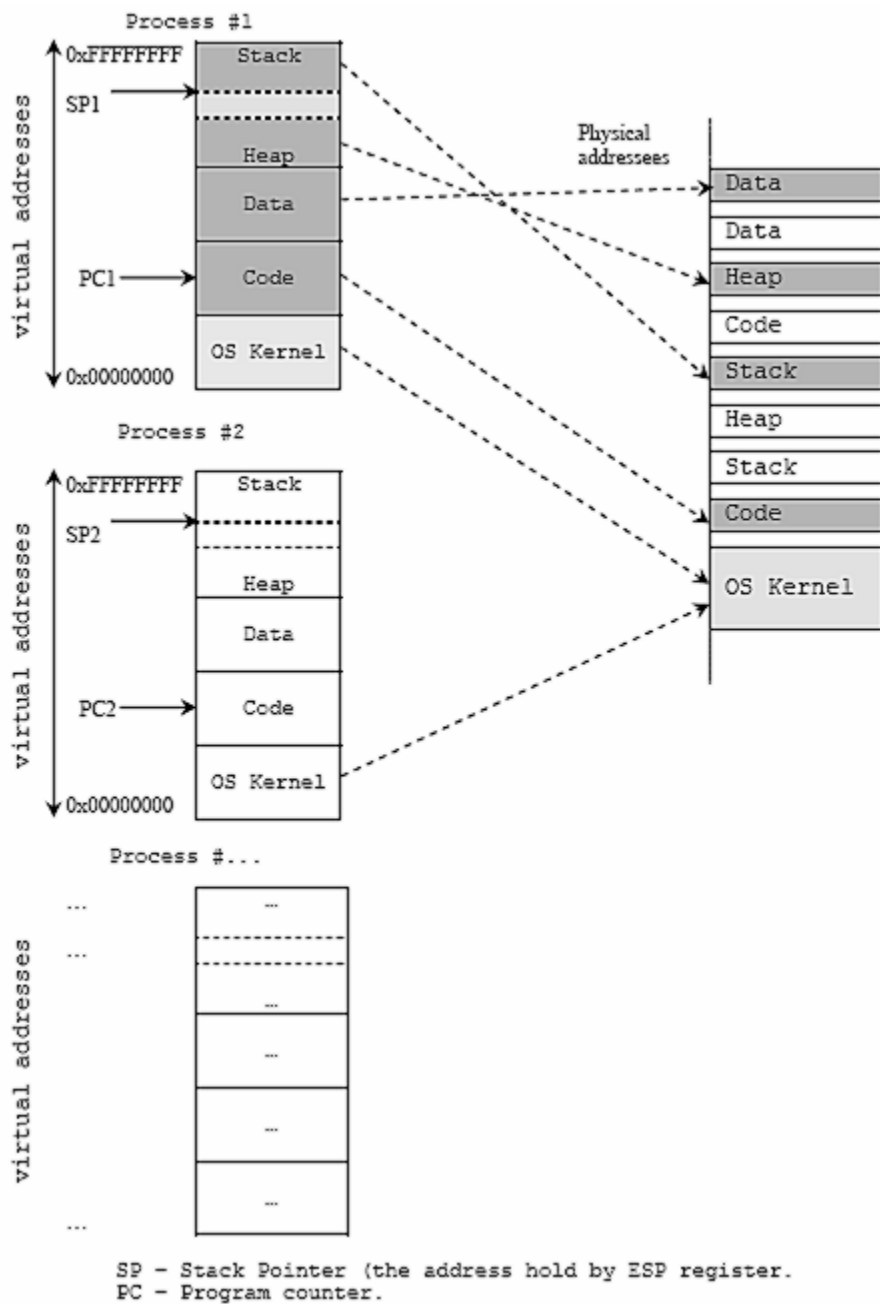 Process #1
virtual addresses
0xFFFFFFFF
SP1
PC1
0x00000000
Stack
Heap
Data
Code
OS Kernel
Process #2
virtual addresses
0xFFFFFFFF
SP2
PC2
0x00000000
Stack
Heap
Data
Code
OS Kernel
Process #...
virtual addresses
...
...
...
...
...
...
...
...
Physical
addressees
Data
Data
Heap
Code
Stack
Heap
Stack
Code
OS Kernel
SP – Stack Pointer (the address hold by ESP register.
PC – Program counter.